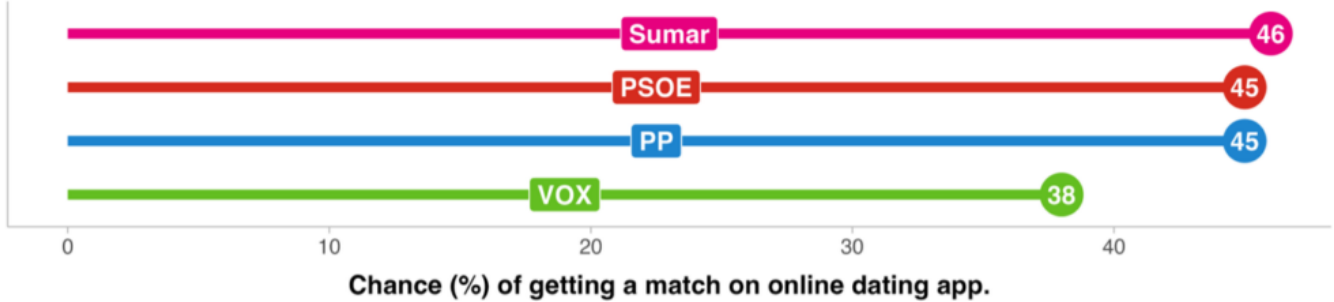 Sumar 46
PSOE 45
PP 45
VOX 38
0 10 20 30 40
Chance (%) of getting a match on online dating app.